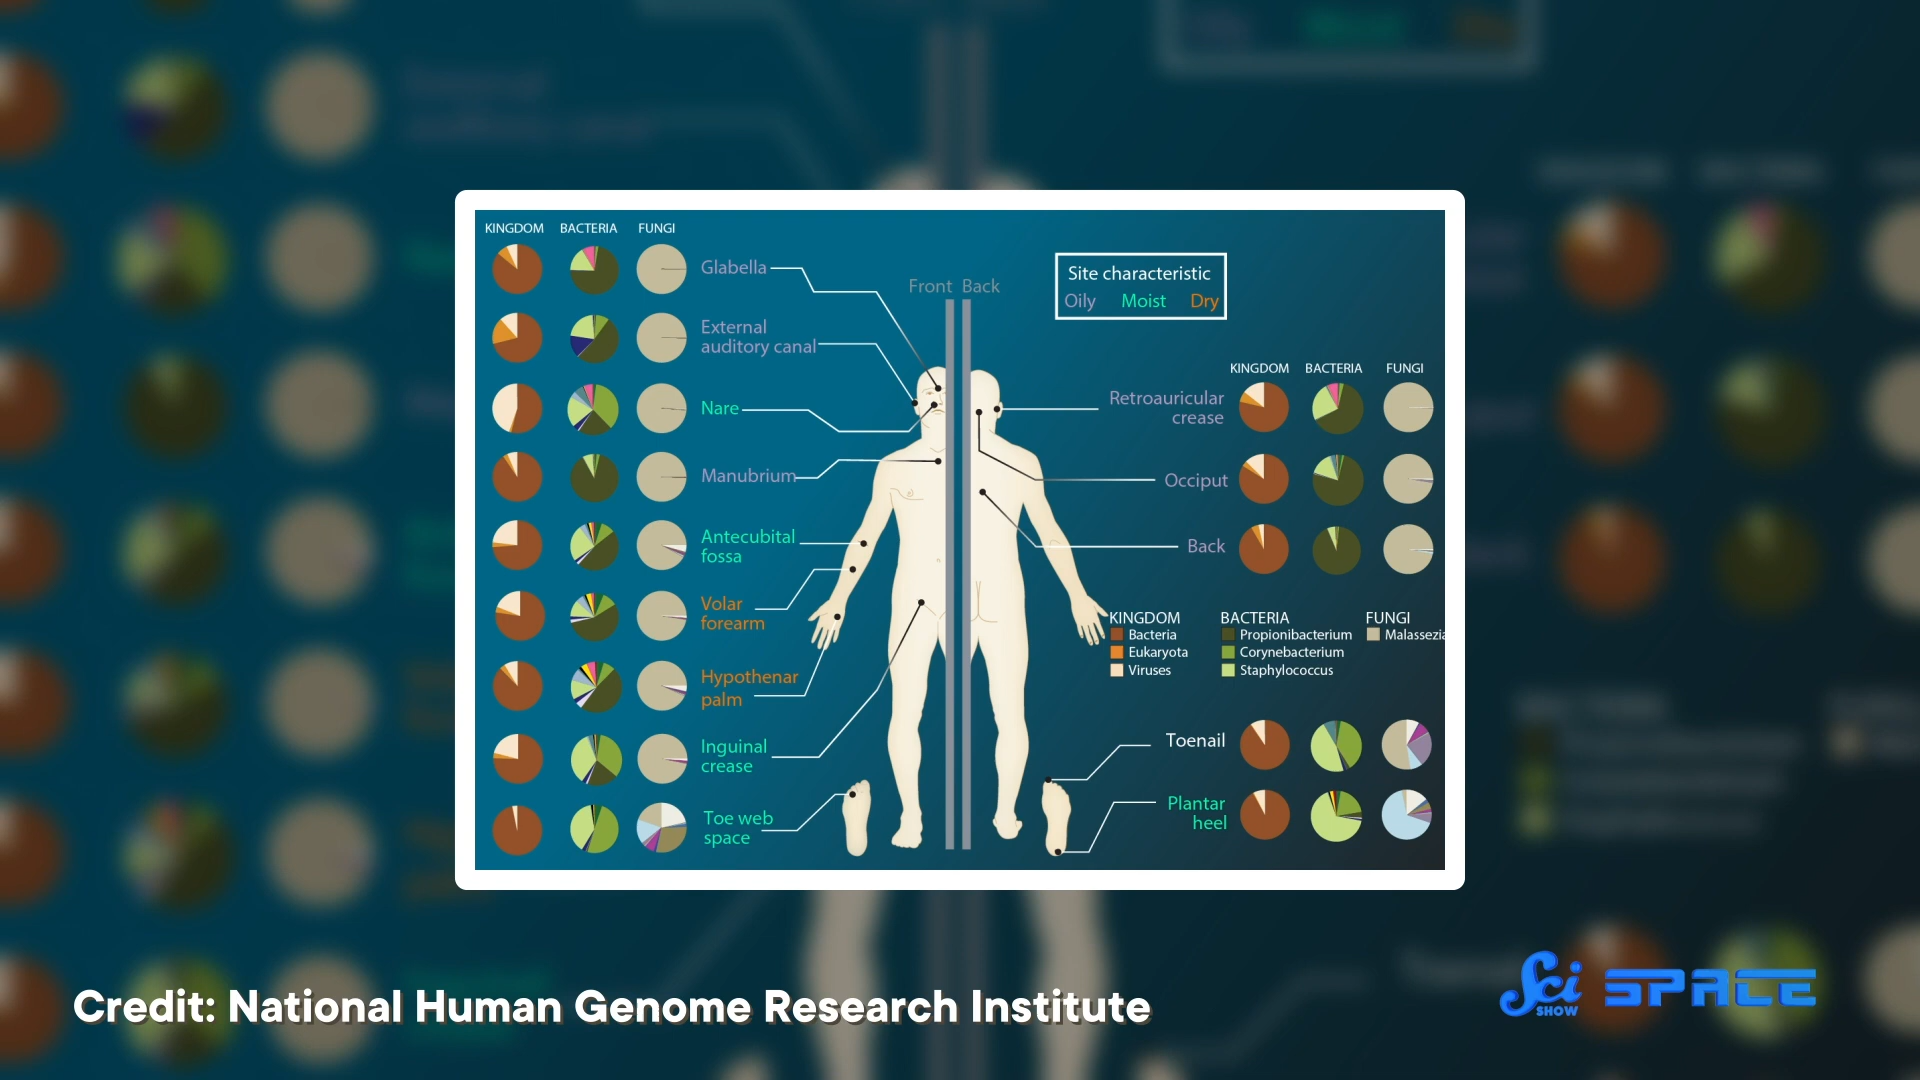 KINGDOM BACTERIA FUNGI
Glabella
External
auditory canal
Nare
Manubrium
Antecubital
fossa
Volar
forearm
Hypothenar
palm
Inguinal
crease
Toe web
space
Front Back
Site characteristic
Oily Moist Dry
KINGDOM BACTERIA FUNGI
Retroauricular
crease
Occiput
Back
KINGDOM BACTERIA FUNGI
Bacteria Propionibacterium Malassezia
Eukaryota Corynebacterium
Viruses Staphylococcus
Toenail
Plantar
heel
Credit: National Human Genome Research Institute
Sci SHOW SPACE